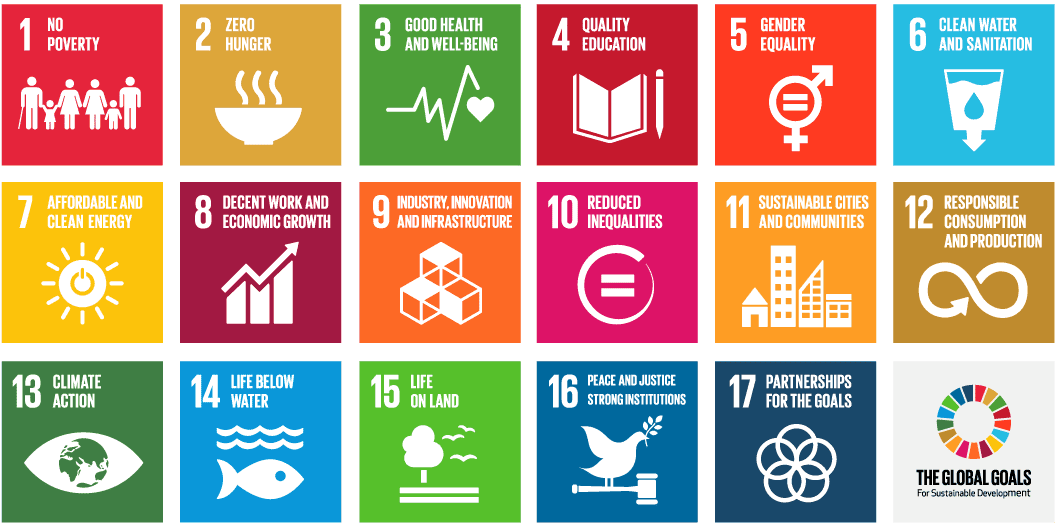 1 NO
POVERTY
2 ZERO
HUNGER
3 GOOD HEALTH
AND WELL-BEING
4 QUALITY
EDUCATION
5 GENDER
EQUALITY
6 CLEAN WATER
AND SANITATION
7 AFFORDABLE AND
CLEAN ENERGY
8 DECENT WORK AND
ECONOMIC GROWTH
9 INDUSTRY, INNOVATION
AND INFRASTRUCTURE
10 REDUCED
INEQUALITIES
11 SUSTAINABLE CITIES
AND COMMUNITIES
12 RESPONSIBLE
CONSUMPTION
AND PRODUCTION
13 CLIMATE
ACTION
14 LIFE BELOW
WATER
15 LIFE
ON LAND
16 PEACE AND JUSTICE
STRONG INSTITUTIONS
17 PARTNERSHIPS
FOR THE GOALS
THE GLOBAL GOALS
For Sustainable Development